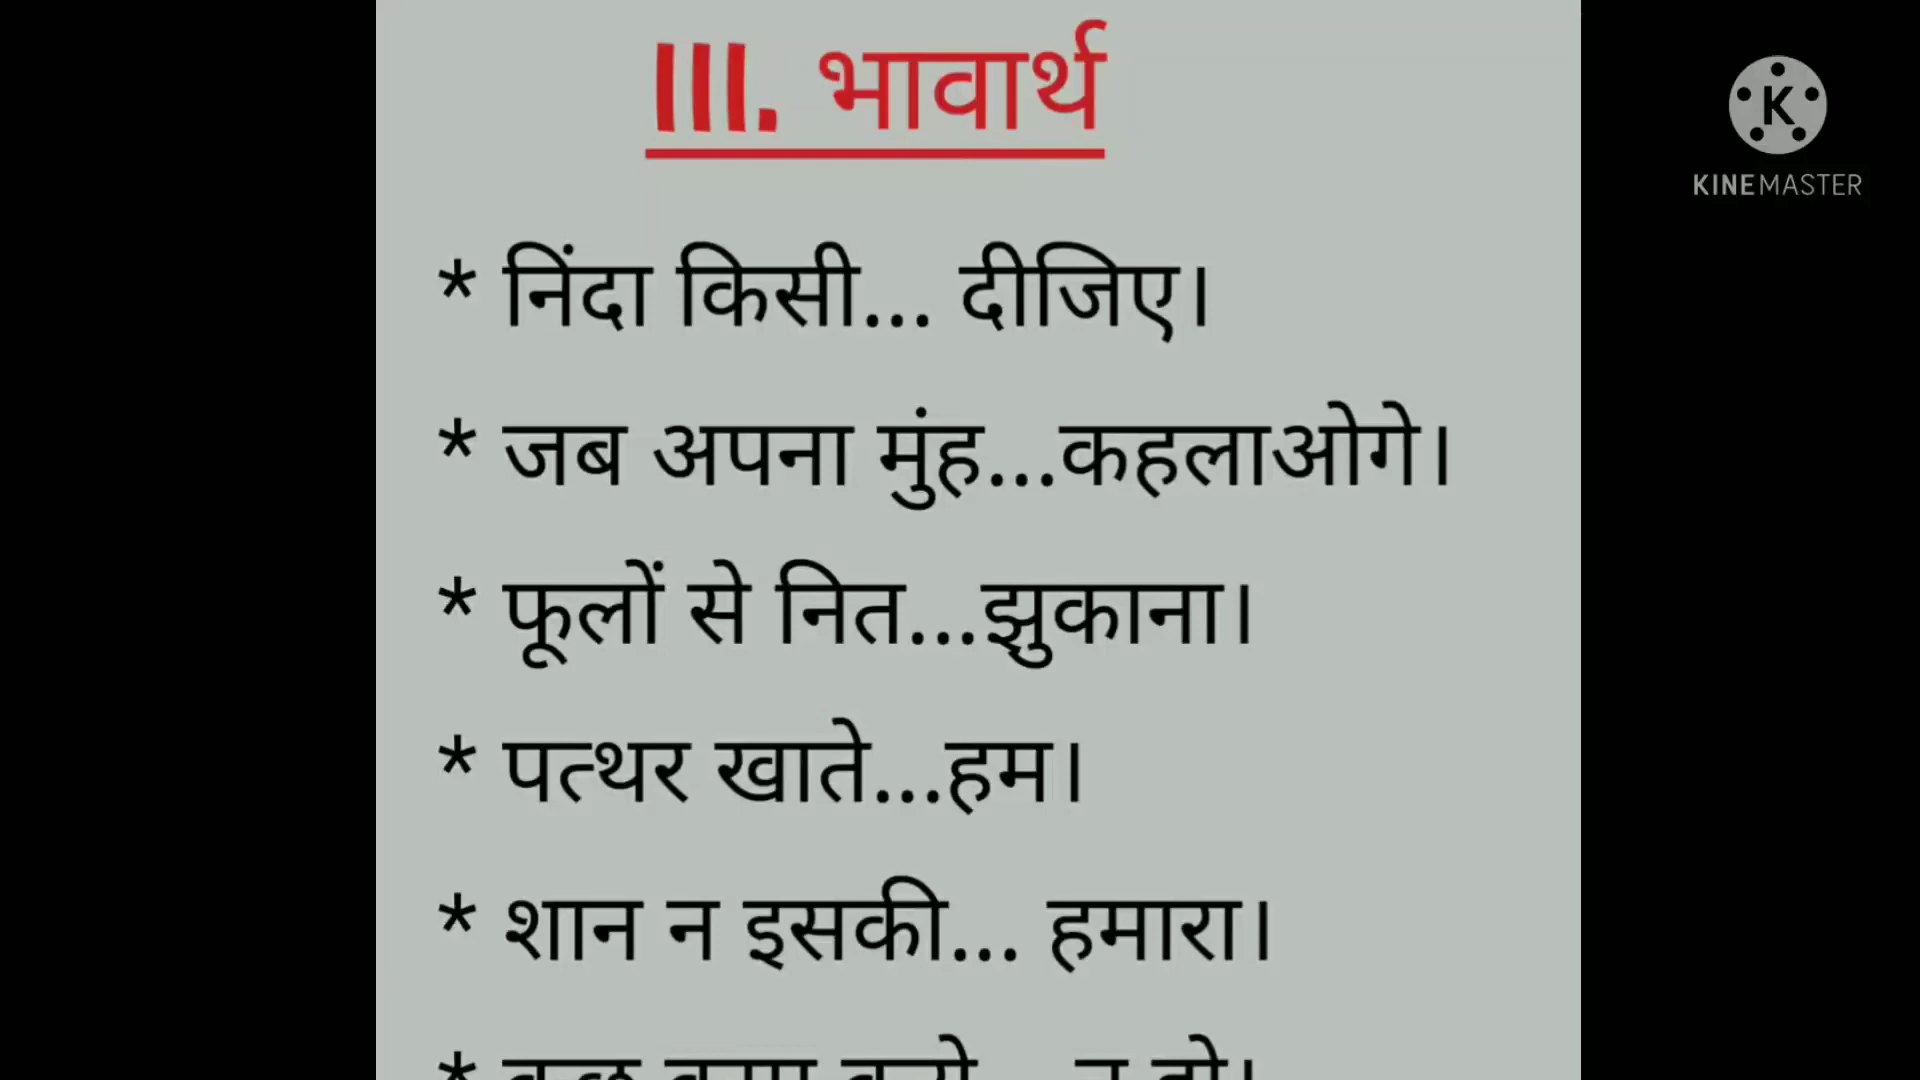 III. भावार्थ
KINEMASTER
* निंदा किसी... दीजिए।
* जब अपना मुंह...कहलाओगे।
* फूलों से नित...झुकाना।
* पत्थर खाते...हम।
* शान न इसकी... हमारा।